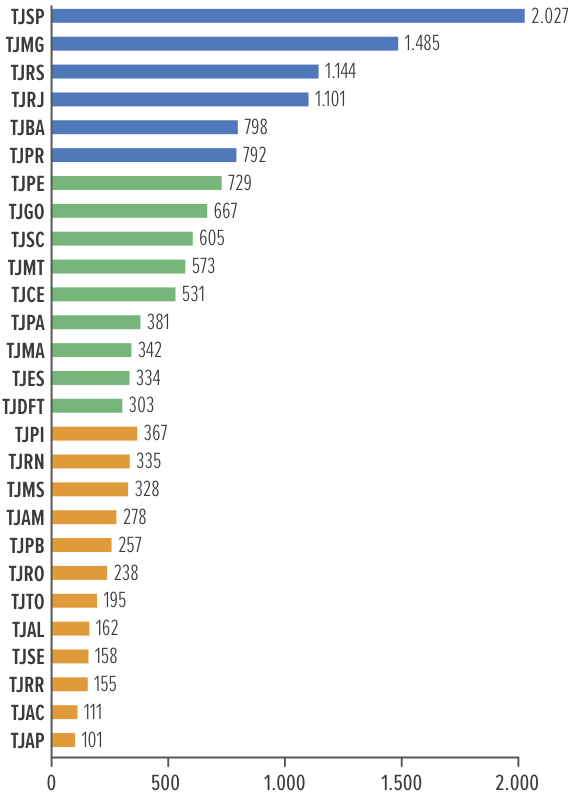 TJSP 2.027
TJMG 1.485
TJRS 1.144
TJRJ 1.101
TJBA 798
TJPR 792
TJPE 729
TJGO 667
TJSC 605
TJMT 573
TJCE 531
TJPA 381
TJMA 342
TJES 334
TJDFT 303
TJPI 367
TJRN 335
TJMS 328
TJAM 278
TJPB 257
TJRO 238
TJTO 195
TJAL 162
TJSE 158
TJRR 155
TJAC 111
TJAP 101
0 500 1.000 1.500 2.000